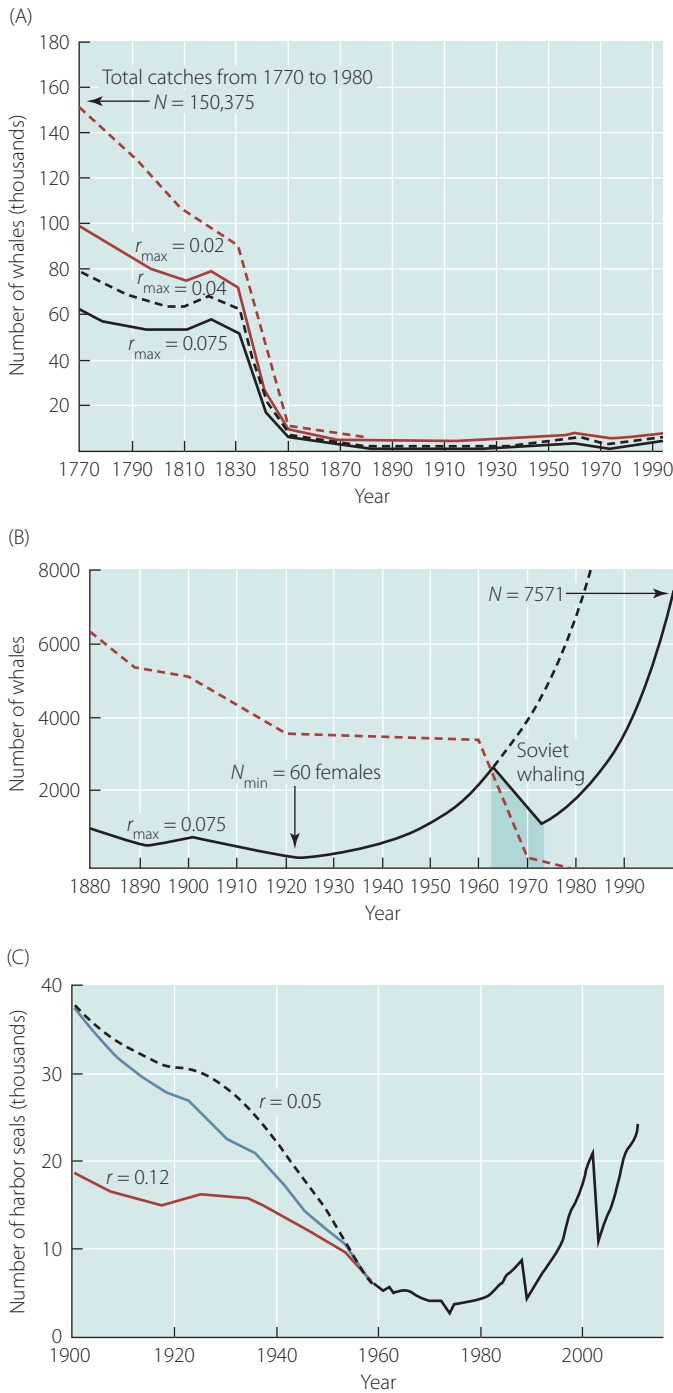 (A)
180
160
140
120
100
80
60
40
20
Number of whales (thousands)
Total catches from 1770 to 1980
N = 150,375
rmax = 0.02
rmax = 0.04
rmax = 0.075
1770 1790 1810 1830 1850 1870 1890 1910 1930 1950 1970 1990
Year
(B)
8000
6000
4000
2000
Number of whales
N = 7571
Soviet
whaling
Nmin = 60 females
rmax = 0.075
1880 1890 1900 1910 1920 1930 1940 1950 1960 1970 1980 1990
Year
(C)
40
30
20
10
0
Number of harbor seals (thousands)
r = 0.05
r = 0.12
1900 1920 1940 1960 1980 2000
Year